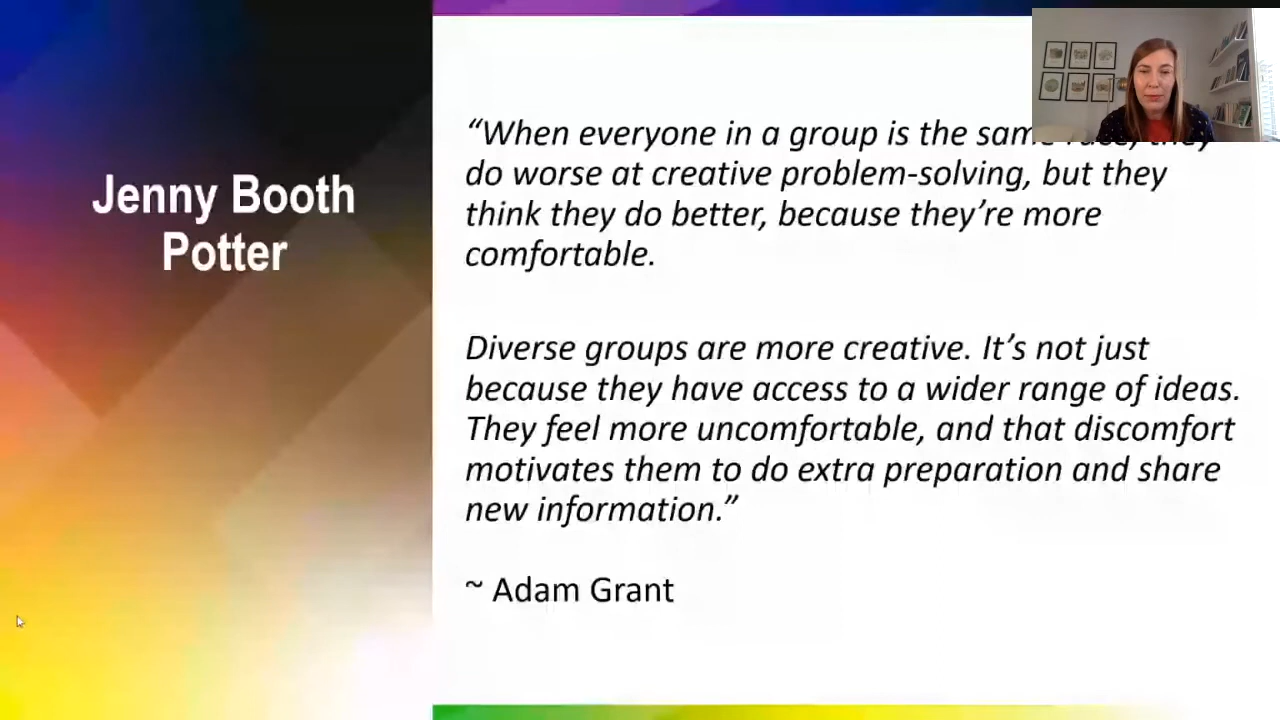 Jenny Booth
Potter
“When everyone in a group is the same race, they
do worse at creative problem-solving, but they
think they do better, because they’re more
comfortable.
Diverse groups are more creative. It’s not just
because they have access to a wider range of ideas.
They feel more uncomfortable, and that discomfort
motivates them to do extra preparation and share
new information.”
~ Adam Grant